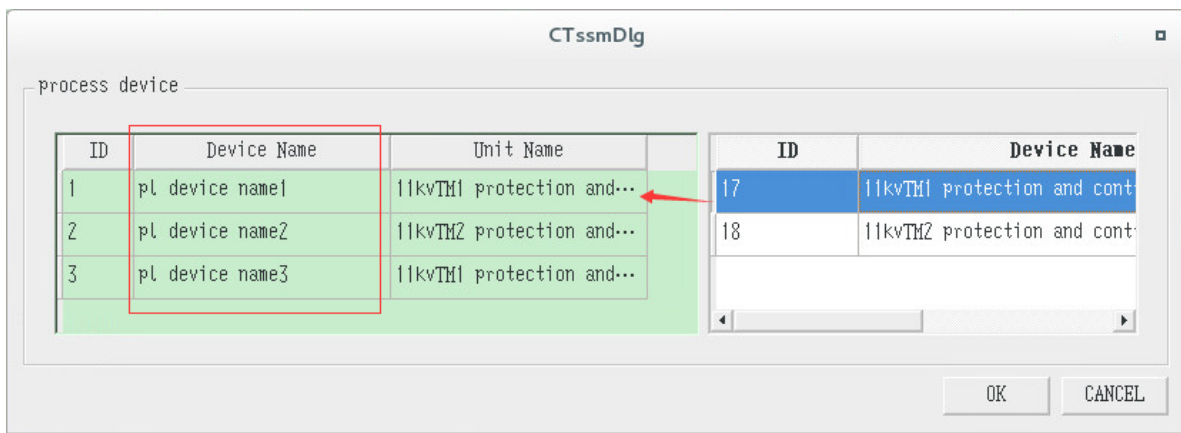 CTssmDlg
process device
ID Device Name Unit Name ID Device Name
1 pl device name1 11kvTM1 protection and··· 17 11kvTM1 protection and cont
2 pl device name2 11kvTM2 protection and··· 18 11kvTM2 protection and cont
3 pl device name3 11kvTM1 protection and···
OK CANCEL